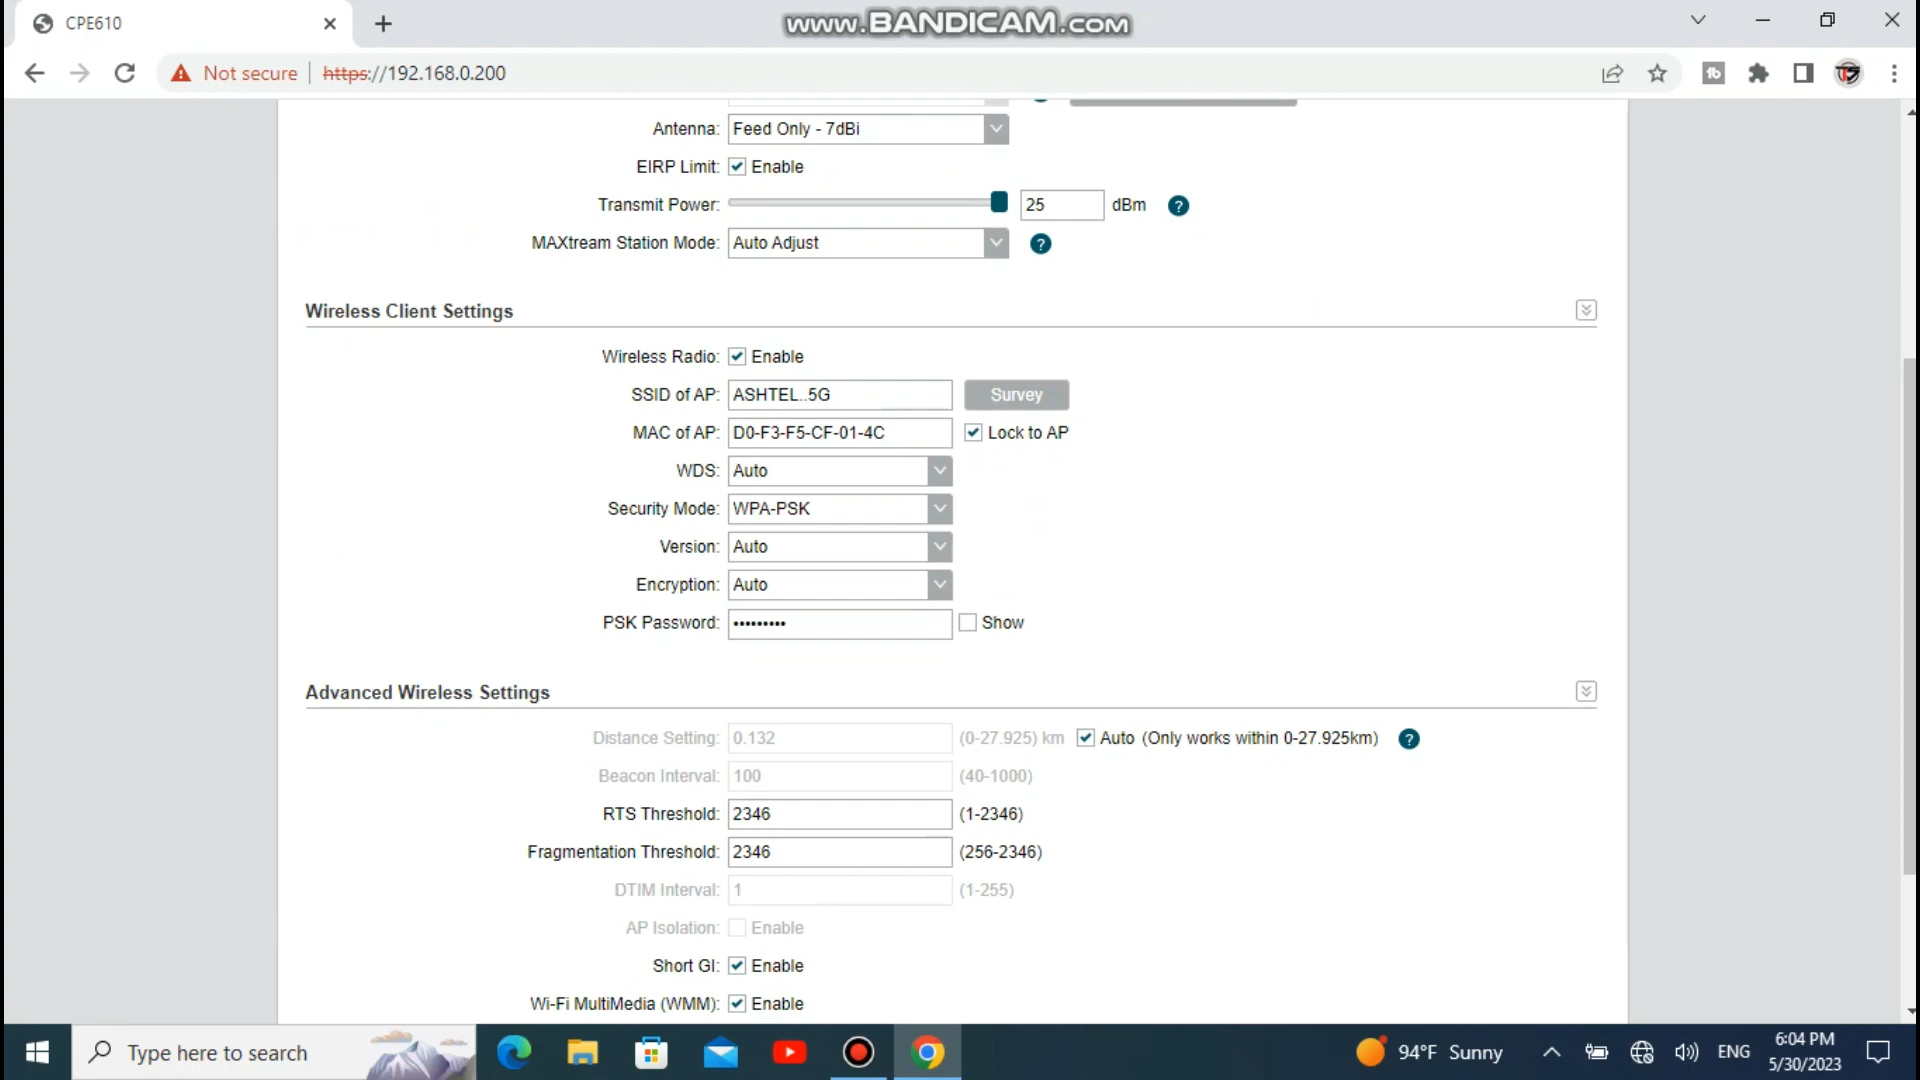 CPE610
www.BANDICAM.com
Not secure | https://192.168.0.200
Antenna: Feed Only - 7dBi
EIRP Limit: Enable
Transmit Power: 25 dBm ?
MAXtream Station Mode: Auto Adjust ?
Wireless Client Settings
Wireless Radio: Enable
SSID of AP: ASHTEL..5G Survey
MAC of AP: D0-F3-F5-CF-01-4C Lock to AP
WDS: Auto
Security Mode: WPA-PSK
Version: Auto
Encryption: Auto
PSK Password: ••••••••• Show
Advanced Wireless Settings
Distance Setting: 0.132 (0-27.925) km Auto (Only works within 0-27.925km) ?
Beacon Interval: 100 (40-1000)
RTS Threshold: 2346 (1-2346)
Fragmentation Threshold: 2346 (256-2346)
DTIM Interval: 1 (1-255)
AP Isolation: Enable
Short GI: Enable
Wi-Fi MultiMedia (WMM): Enable
Type here to search
94°F Sunny
ENG
6:04 PM
5/30/2023